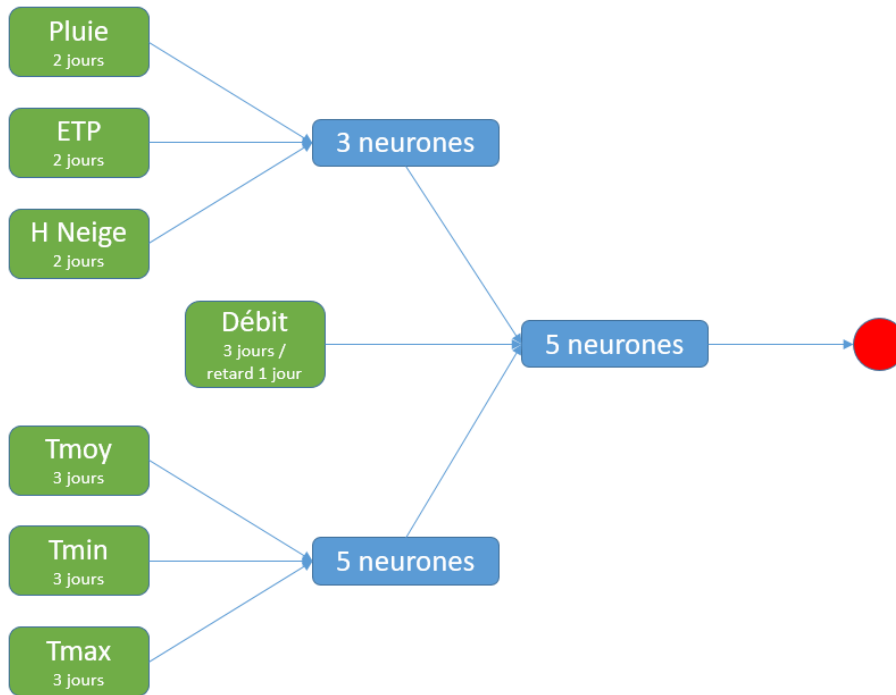 Pluie
2 jours
ETP
2 jours
H Neige
2 jours
3 neurones
Débit
3 jours /
retard 1 jour
5 neurones
Tmoy
3 jours
Tmin
3 jours
Tmax
3 jours
5 neurones